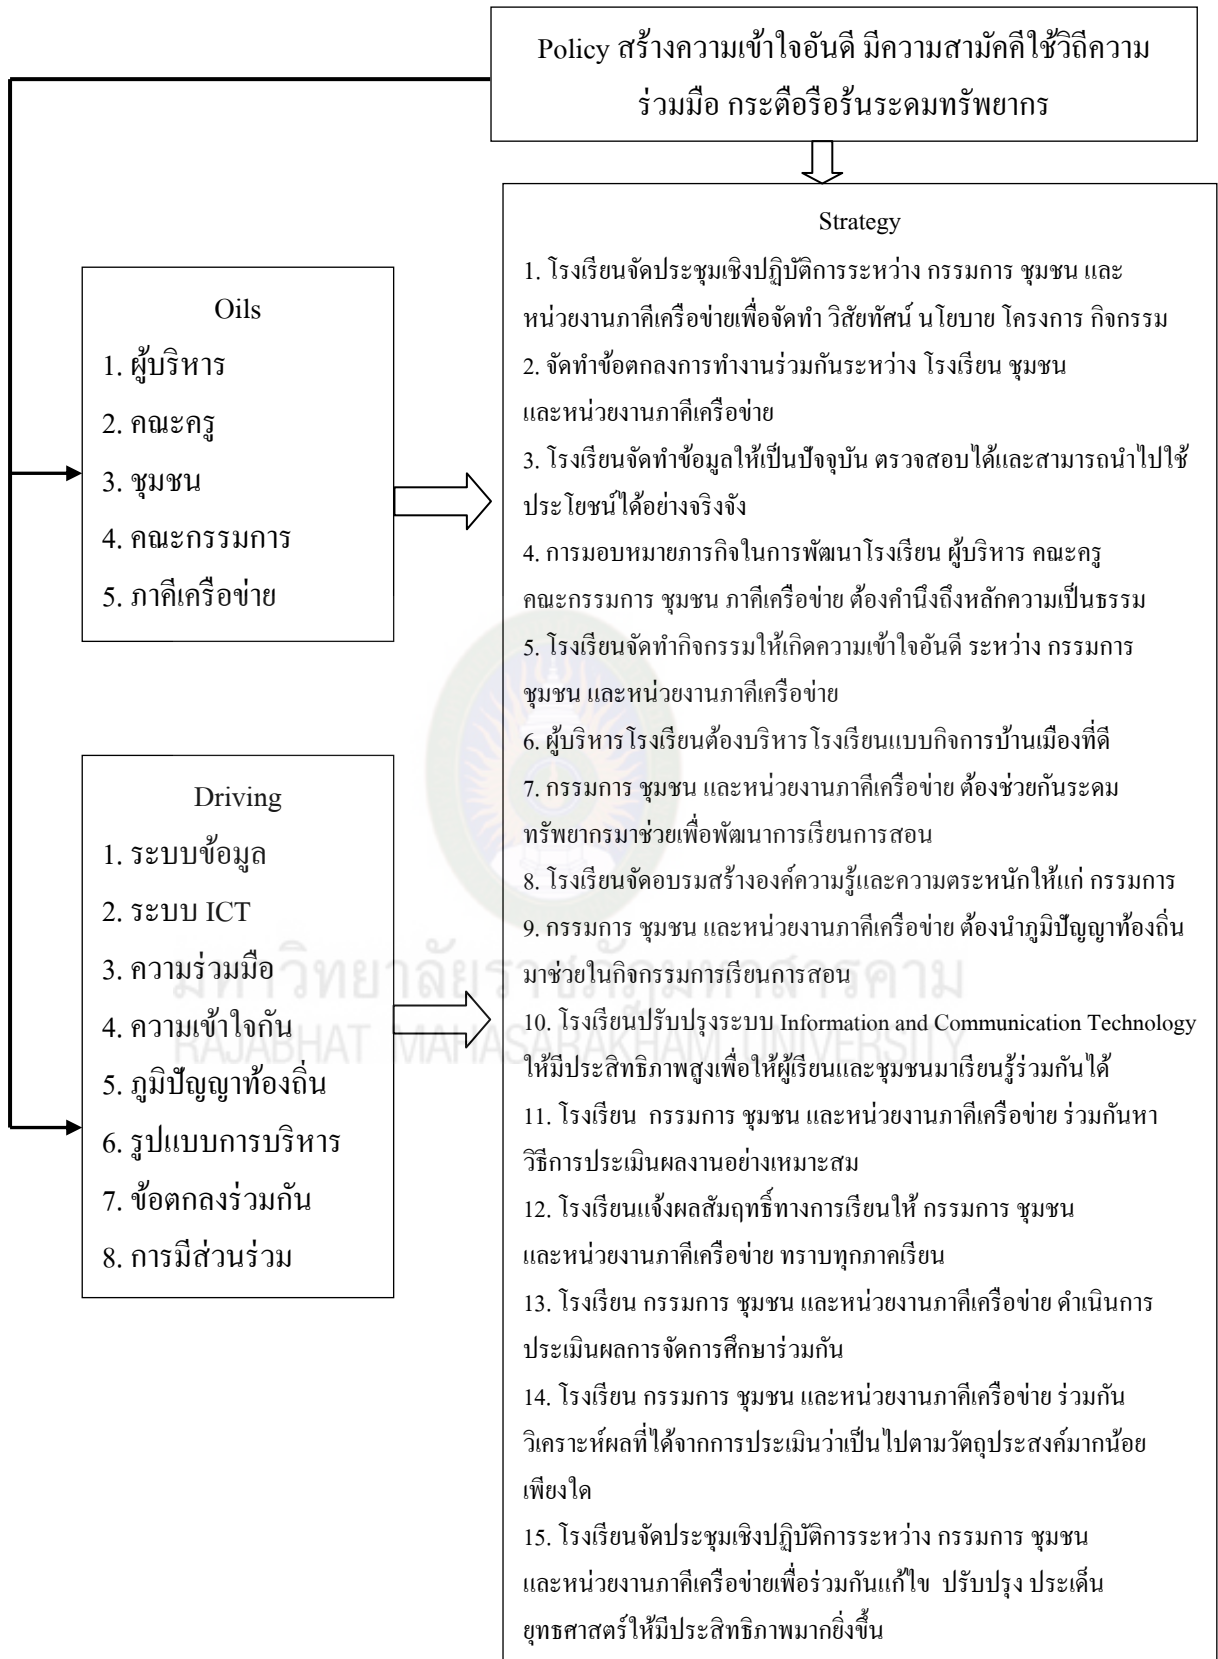 Policy สร้างความเข้าใจอันดี มีความสามัคคีใช้วิถีความ
ร่วมมือ กระตือรือร้นระดมทรัพยากร
Oils
1. ผู้บริหาร
2. คณะครู
3. ชุมชน
4. คณะกรรมการ
5. ภาคีเครือข่าย
Driving
1. ระบบข้อมูล
2. ระบบ ICT
3. ความร่วมมือ
4. ความเข้าใจกัน
5. ภูมิปัญญาท้องถิ่น
6. รูปแบบการบริหาร
7. ข้อตกลงร่วมกัน
8. การมีส่วนร่วม
Strategy
1. โรงเรียนจัดประชุมเชิงปฏิบัติการระหว่าง กรรมการ ชุมชน และ
หน่วยงานภาคีเครือข่ายเพื่อจัดทำ วิสัยทัศน์ นโยบาย โครงการ กิจกรรม
2. จัดทำข้อตกลงการทำงานร่วมกันระหว่าง โรงเรียน ชุมชน
และหน่วยงานภาคีเครือข่าย
3. โรงเรียนจัดทำข้อมูลให้เป็นปัจจุบัน ตรวจสอบได้และสามารถนำไปใช้
ประโยชน์ได้อย่างจริงจัง
4. การมอบหมายภารกิจในการพัฒนาโรงเรียน ผู้บริหาร คณะครู
คณะกรรมการ ชุมชน ภาคีเครือข่าย ต้องคำนึงถึงหลักความเป็นธรรม
5. โรงเรียนจัดทำกิจกรรมให้เกิดความเข้าใจอันดี ระหว่าง กรรมการ
ชุมชน และหน่วยงานภาคีเครือข่าย
6. ผู้บริหารโรงเรียนต้องบริหารโรงเรียนแบบกิจการบ้านเมืองที่ดี
7. กรรมการ ชุมชน และหน่วยงานภาคีเครือข่าย ต้องช่วยกันระดม
ทรัพยากรมาช่วยเพื่อพัฒนาการเรียนการสอน
8. โรงเรียนจัดอบรมสร้างองค์ความรู้และความตระหนักให้แก่ กรรมการ
9. กรรมการ ชุมชน และหน่วยงานภาคีเครือข่าย ต้องนำภูมิปัญญาท้องถิ่น
มาช่วยในกิจกรรมการเรียนการสอน
10. โรงเรียนปรับปรุงระบบ Information and Communication Technology
ให้มีประสิทธิภาพสูงเพื่อให้ผู้เรียนและชุมชนมาเรียนรู้ร่วมกันได้
11. โรงเรียน กรรมการ ชุมชน และหน่วยงานภาคีเครือข่าย ร่วมกันหา
วิธีการประเมินผลงานอย่างเหมาะสม
12. โรงเรียนแจ้งผลสัมฤทธิ์ทางการเรียนให้ กรรมการ ชุมชน
และหน่วยงานภาคีเครือข่าย ทราบทุกภาคเรียน
13. โรงเรียน กรรมการ ชุมชน และหน่วยงานภาคีเครือข่าย ดำเนินการ
ประเมินผลการจัดการศึกษาร่วมกัน
14. โรงเรียน กรรมการ ชุมชน และหน่วยงานภาคีเครือข่าย ร่วมกัน
วิเคราะห์ผลที่ได้จากการประเมินว่าเป็นไปตามวัตถุประสงค์มากน้อย
เพียงใด
15. โรงเรียนจัดประชุมเชิงปฏิบัติการระหว่าง กรรมการ ชุมชน
และหน่วยงานภาคีเครือข่ายเพื่อร่วมกันแก้ไข ปรับปรุง ประเด็น
ยุทธศาสตร์ให้มีประสิทธิภาพมากยิ่งขึ้น
มหาวิทยาลัยราชภัฏมหาสารคาม
RAJABHAT MAHASARAKHAM UNIVERSITY